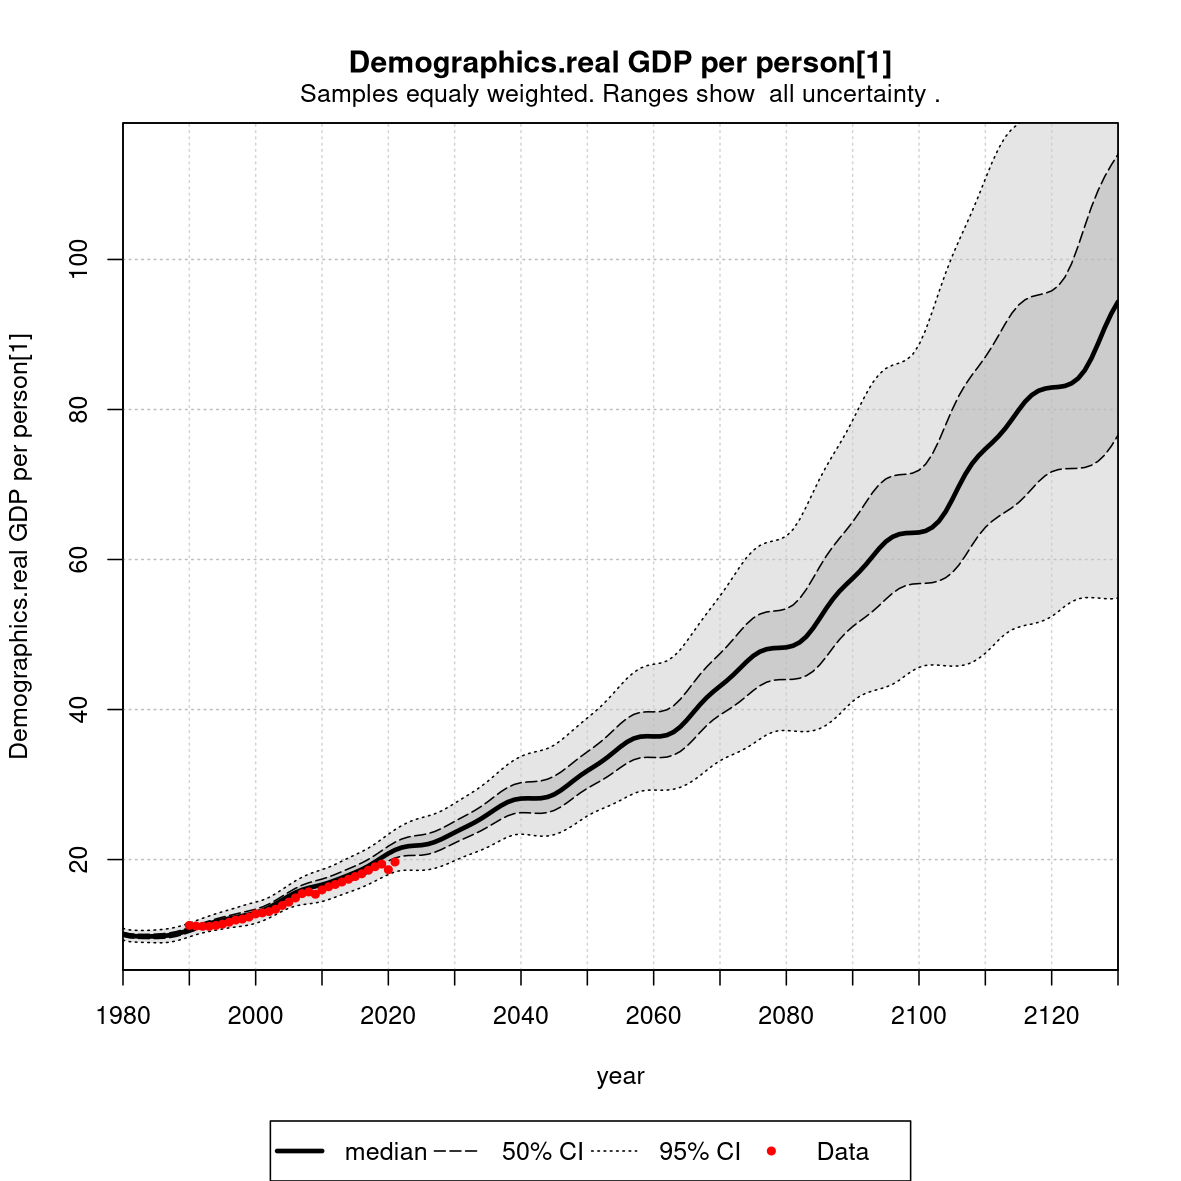 Demographics.real GDP per person[1]
Samples equaly weighted. Ranges show  all uncertainty .
Demographics.real GDP per person[1]
100
80
60
40
20
1980 2000 2020 2040 2060 2080 2100 2120
year
median 50% CI 95% CI Data